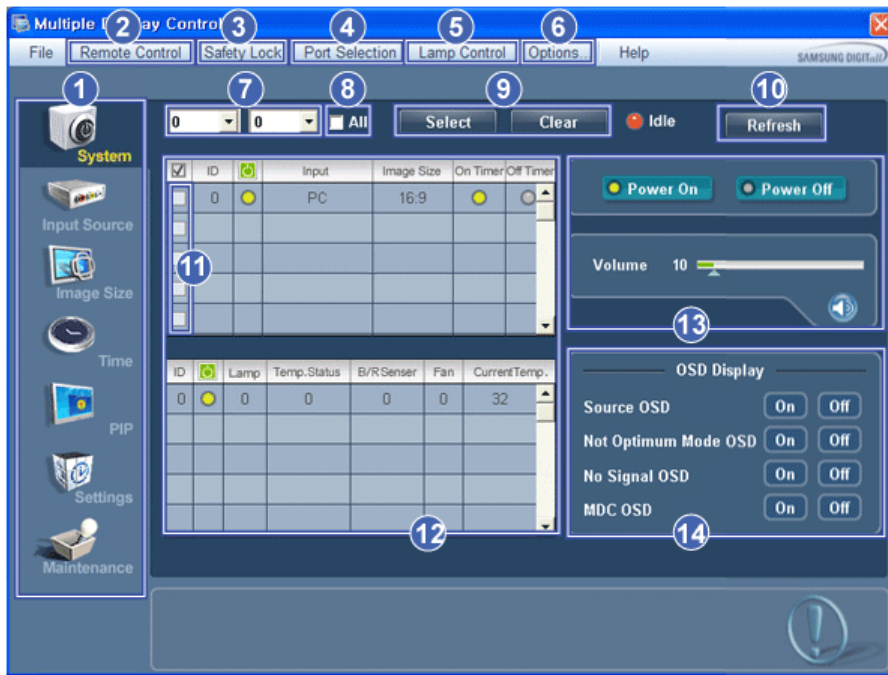 Multiple Display Control
2 3 4 5 6
File Remote Control Safety Lock Port Selection Lamp Control Options.. Help SAMSUNG DIGITall
1 7 8 9 10
0 0 All Select Clear Idle Refresh
System
Input Source
Image Size
Time
PIP
Settings
Maintenance
ID Input Image Size On Timer Off Timer
0 PC 16:9
11
ID Lamp Temp.Status B/RSenser Fan CurrentTemp.
0 0 0 0 0 32
12
Power On Power Off
Volume 10
13
OSD Display
Source OSD On Off
Not Optimum Mode OSD On Off
No Signal OSD On Off
MDC OSD On Off
14